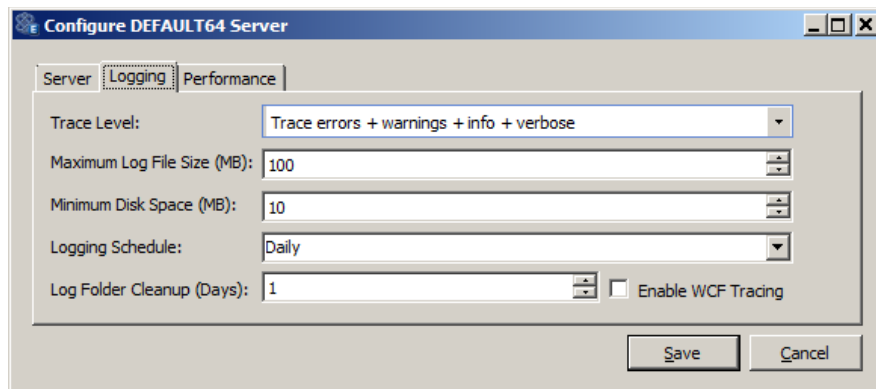 Configure DEFAULT64 Server
Server Logging Performance
Trace Level: Trace errors + warnings + info + verbose
Maximum Log File Size (MB): 100
Minimum Disk Space (MB): 10
Logging Schedule: Daily
Log Folder Cleanup (Days): 1 Enable WCF Tracing
Save Cancel